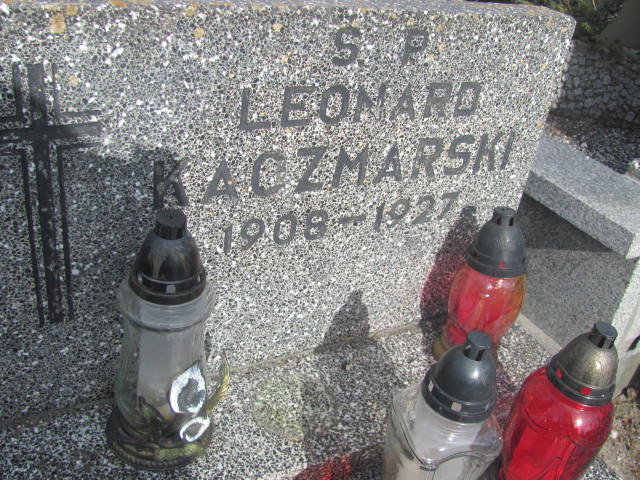 Ś P
LEONARD
KACZMARSKI
1908-1927